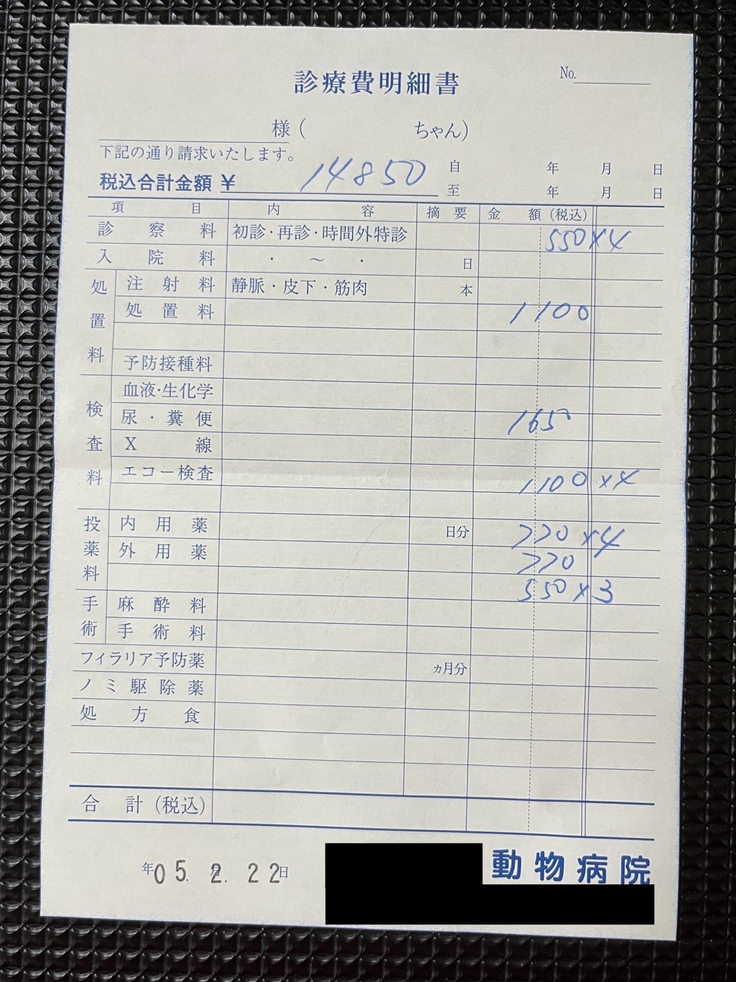 診療費明細書
No.
様(ちゃん)
下記の通り請求いたします。
税込合計金額 ¥ 14850
自 年 月 日
至 年 月 日
項目 内容 摘要 金額(税込)
診察料 初診・再診・時間外特診 550×4
入院料 ・ ～ ・ 日
処置料
注射料 静脈・皮下・筋肉 本
処置料 1100
予防接種料
検査料
血液・生化学
尿・糞便 1650
X線
エコー検査 1100×4
投薬料
内用薬 日分 770×4
外用薬 770
550×3
手術
麻酔料
手術料
フィラリア予防薬 ヵ月分
ノミ駆除薬
処方食
合計(税込)
年05. 2. 22日
動物病院